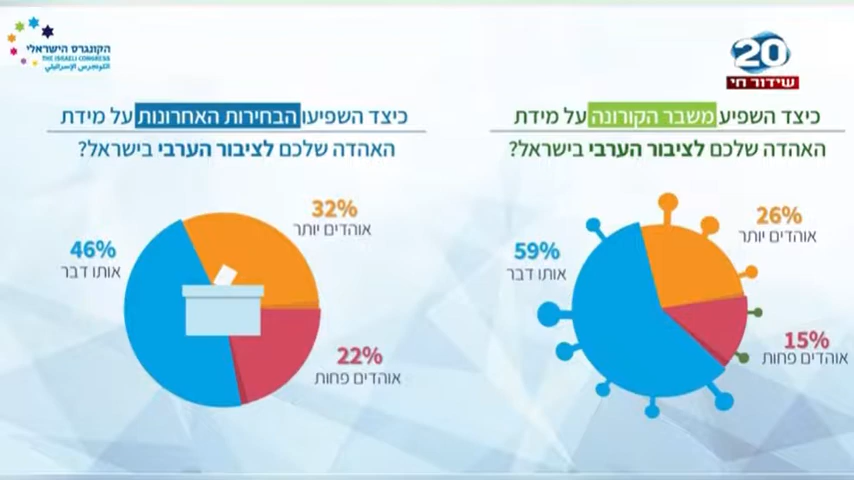 הקונגרס הישראלי
THE ISRAELI CONGRESS
الكونجرس الإسرائيلي
20
שידור חי
כיצד השפיע משבר הקורונה על מידת
האהדה שלכם לציבור הערבי בישראל?
26%
אוהדים יותר
59%
אותו דבר
15%
אוהדים פחות
כיצד השפיעו הבחירות האחרונות על מידת
האהדה שלכם לציבור הערבי בישראל?
32%
אוהדים יותר
46%
אותו דבר
22%
אוהדים פחות